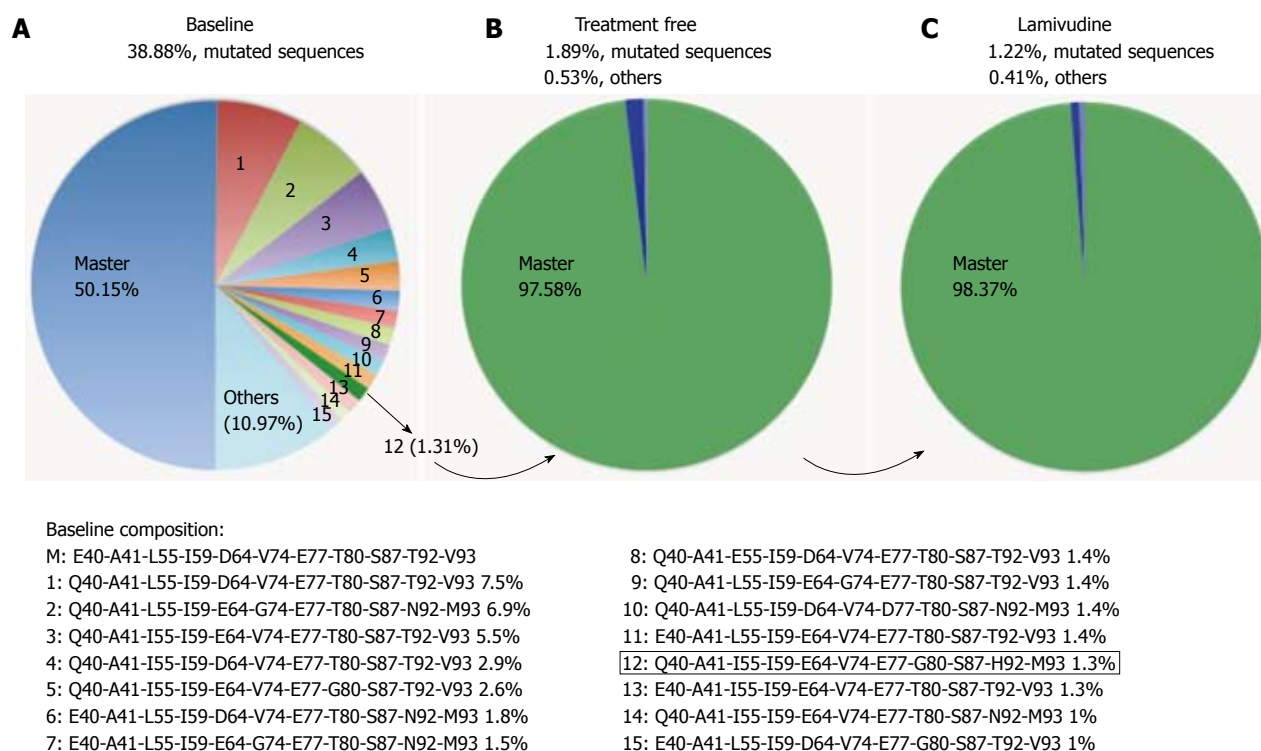 A
Baseline
38.88%, mutated sequences
B
Treatment free
1.89%, mutated sequences
0.53%, others
C
Lamivudine
1.22%, mutated sequences
0.41%, others
1
2
3
4
5
6
7
8
9
10
11
13
14
15
Master
50.15%
Others
(10.97%)
12 (1.31%)
Master
97.58%
Master
98.37%
Baseline composition:
M: E40-A41-L55-I59-D64-V74-E77-T80-S87-T92-V93
1: Q40-A41-L55-I59-D64-V74-E77-T80-S87-T92-V93 7.5%
2: Q40-A41-L55-I59-E64-G74-E77-T80-S87-N92-M93 6.9%
3: Q40-A41-I55-I59-E64-V74-E77-T80-S87-T92-V93 5.5%
4: Q40-A41-I55-I59-D64-V74-E77-T80-S87-T92-V93 2.9%
5: Q40-A41-I55-I59-D64-V74-E77-G80-S87-T92-V93 2.6%
6: E40-A41-L55-I59-D64-V74-E77-T80-S87-N92-M93 1.8%
7: E40-A41-L55-I59-E64-G74-E77-T80-S87-N92-M93 1.5%
8: Q40-A41-E55-I59-D64-V74-E77-T80-S87-T92-V93 1.4%
9: Q40-A41-L55-I59-E64-G74-E77-T80-S87-T92-V93 1.4%
10: Q40-A41-L55-I59-D64-V74-D77-T80-S87-N92-M93 1.4%
11: E40-A41-L55-I59-E64-V74-E77-T80-S87-T92-V93 1.4%
12: Q40-A41-I55-I59-E64-V74-E77-G80-S87-H92-M93 1.3%
13: E40-A41-I55-I59-E64-V74-E77-T80-S87-T92-V93 1.3%
14: Q40-A41-I55-I59-E64-V74-E77-T80-S87-N92-M93 1%
15: E40-A41-L55-I59-D64-V74-E77-G80-S87-T92-V93 1%